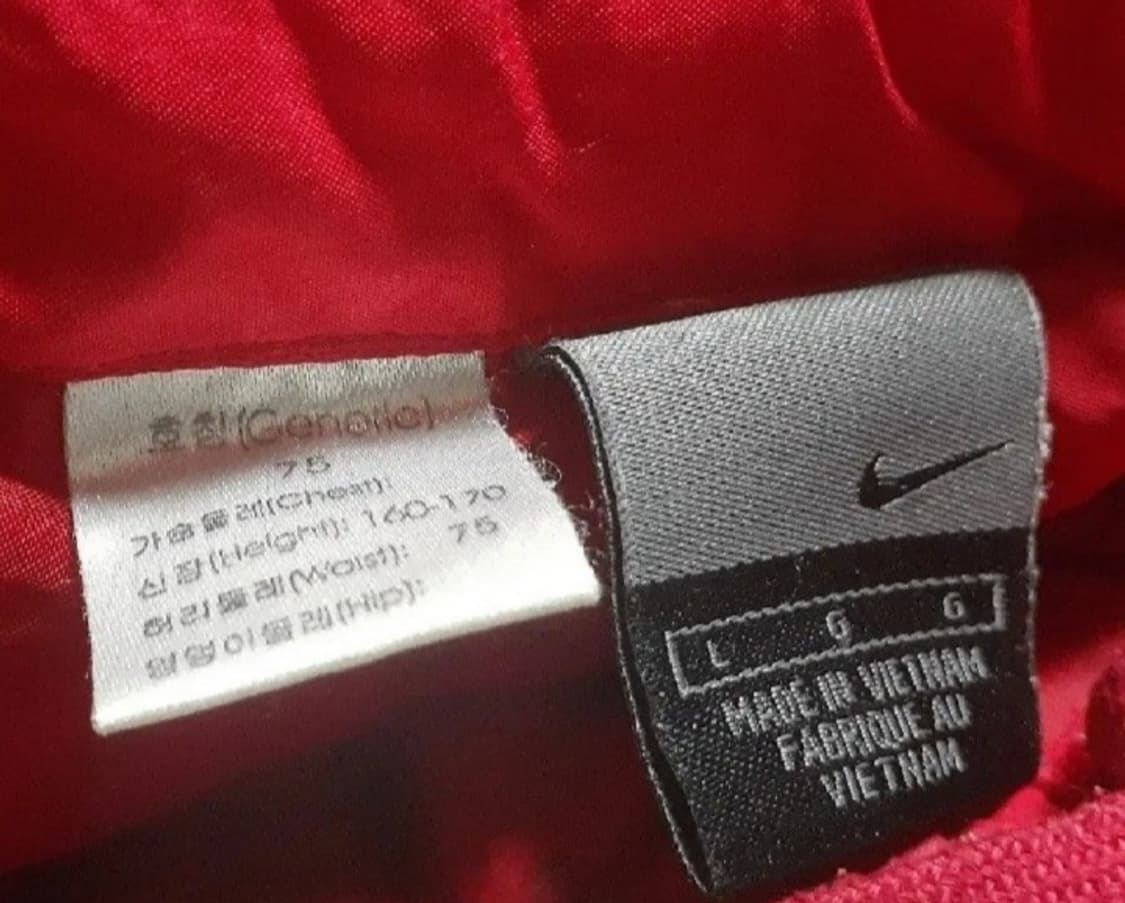 호칭(Generic)
75
가슴둘레(Chest):
신장(Height): 160-170
허리둘레(Waist): 75
엉덩이둘레(Hip):
L G G
MADE IN VIETNAM
FABRIQUE AU
VIETNAM